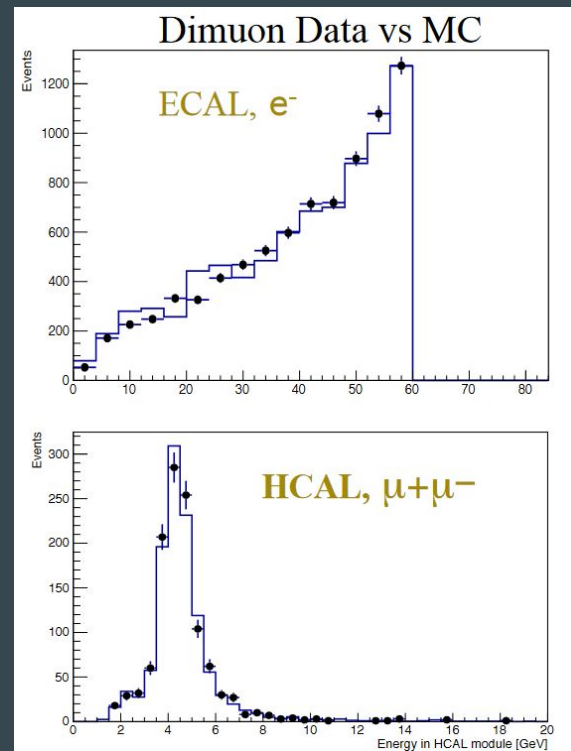 Dimuon Data vs MC
Events
ECAL, e⁻
1200
1000
800
600
400
200
0
0 10 20 30 40 50 60 70 80
Events
HCAL, μ+μ−
300
250
200
150
100
50
0
0 2 4 6 8 10 12 14 16 18 20
Energy in HCAL module [GeV]